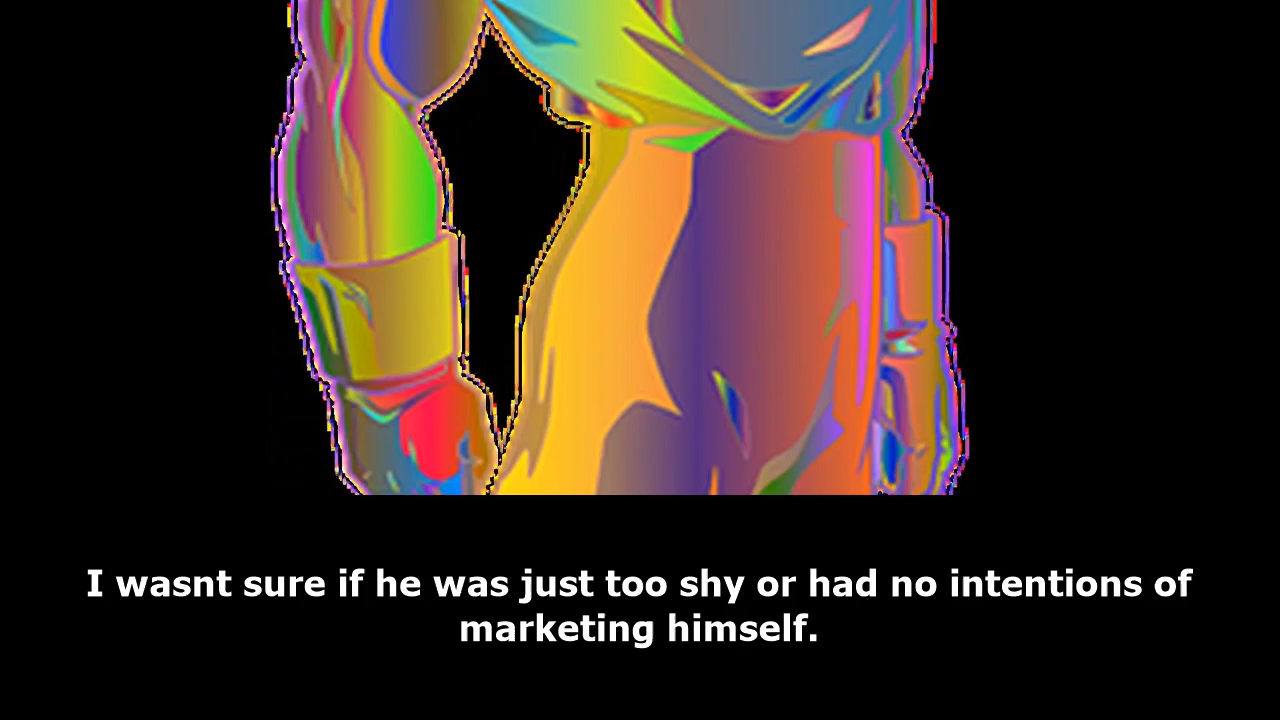 I wasnt sure if he was just too shy or had no intentions of
marketing himself.